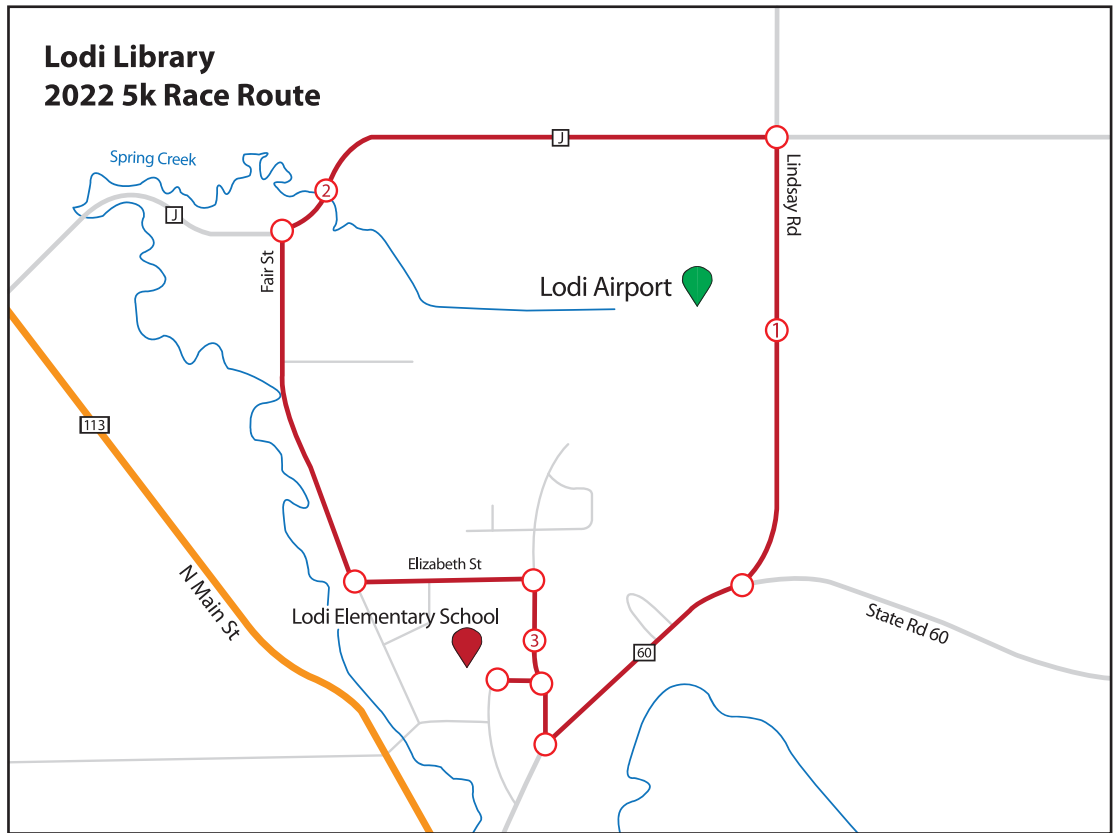 Lodi Library
2022 5k Race Route
J
Spring Creek
Lindsay Rd
2
J
Fair St
Lodi Airport
1
113
Elizabeth St
N Main St
Lodi Elementary School
State Rd 60
3
60